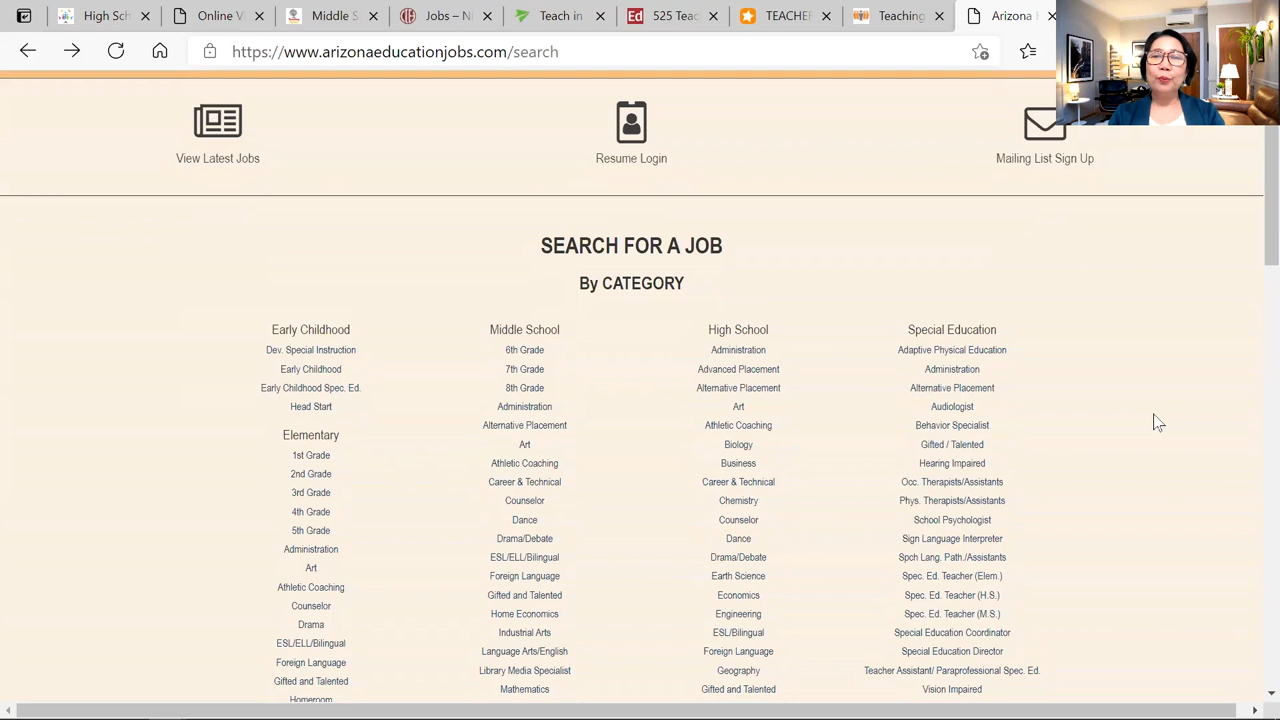 High Sch
Online V
Middle S
Jobs – N
Teach in
525 Teac
TEACHER
Teaching
Arizona
https://www.arizonaeducationjobs.com/search
View Latest Jobs
Resume Login
Mailing List Sign Up
SEARCH FOR A JOB
By CATEGORY
Early Childhood
Dev. Special Instruction
Early Childhood
Early Childhood Spec. Ed.
Head Start
Elementary
1st Grade
2nd Grade
3rd Grade
4th Grade
5th Grade
Administration
Art
Athletic Coaching
Counselor
Drama
ESL/ELL/Bilingual
Foreign Language
Gifted and Talented
Homeroom
Middle School
6th Grade
7th Grade
8th Grade
Administration
Alternative Placement
Art
Athletic Coaching
Career & Technical
Counselor
Dance
Drama/Debate
ESL/ELL/Bilingual
Foreign Language
Gifted and Talented
Home Economics
Industrial Arts
Language Arts/English
Library Media Specialist
Mathematics
High School
Administration
Advanced Placement
Alternative Placement
Art
Athletic Coaching
Biology
Business
Career & Technical
Chemistry
Counselor
Dance
Drama/Debate
Earth Science
Economics
Engineering
ESL/Bilingual
Foreign Language
Geography
Gifted and Talented
Special Education
Adaptive Physical Education
Administration
Alternative Placement
Audiologist
Behavior Specialist
Gifted / Talented
Hearing Impaired
Occ. Therapists/Assistants
Phys. Therapists/Assistants
School Psychologist
Sign Language Interpreter
Spch Lang. Path./Assistants
Spec. Ed. Teacher (Elem.)
Spec. Ed. Teacher (H.S.)
Spec. Ed. Teacher (M.S.)
Special Education Coordinator
Special Education Director
Teacher Assistant/ Paraprofessional Spec. Ed.
Vision Impaired